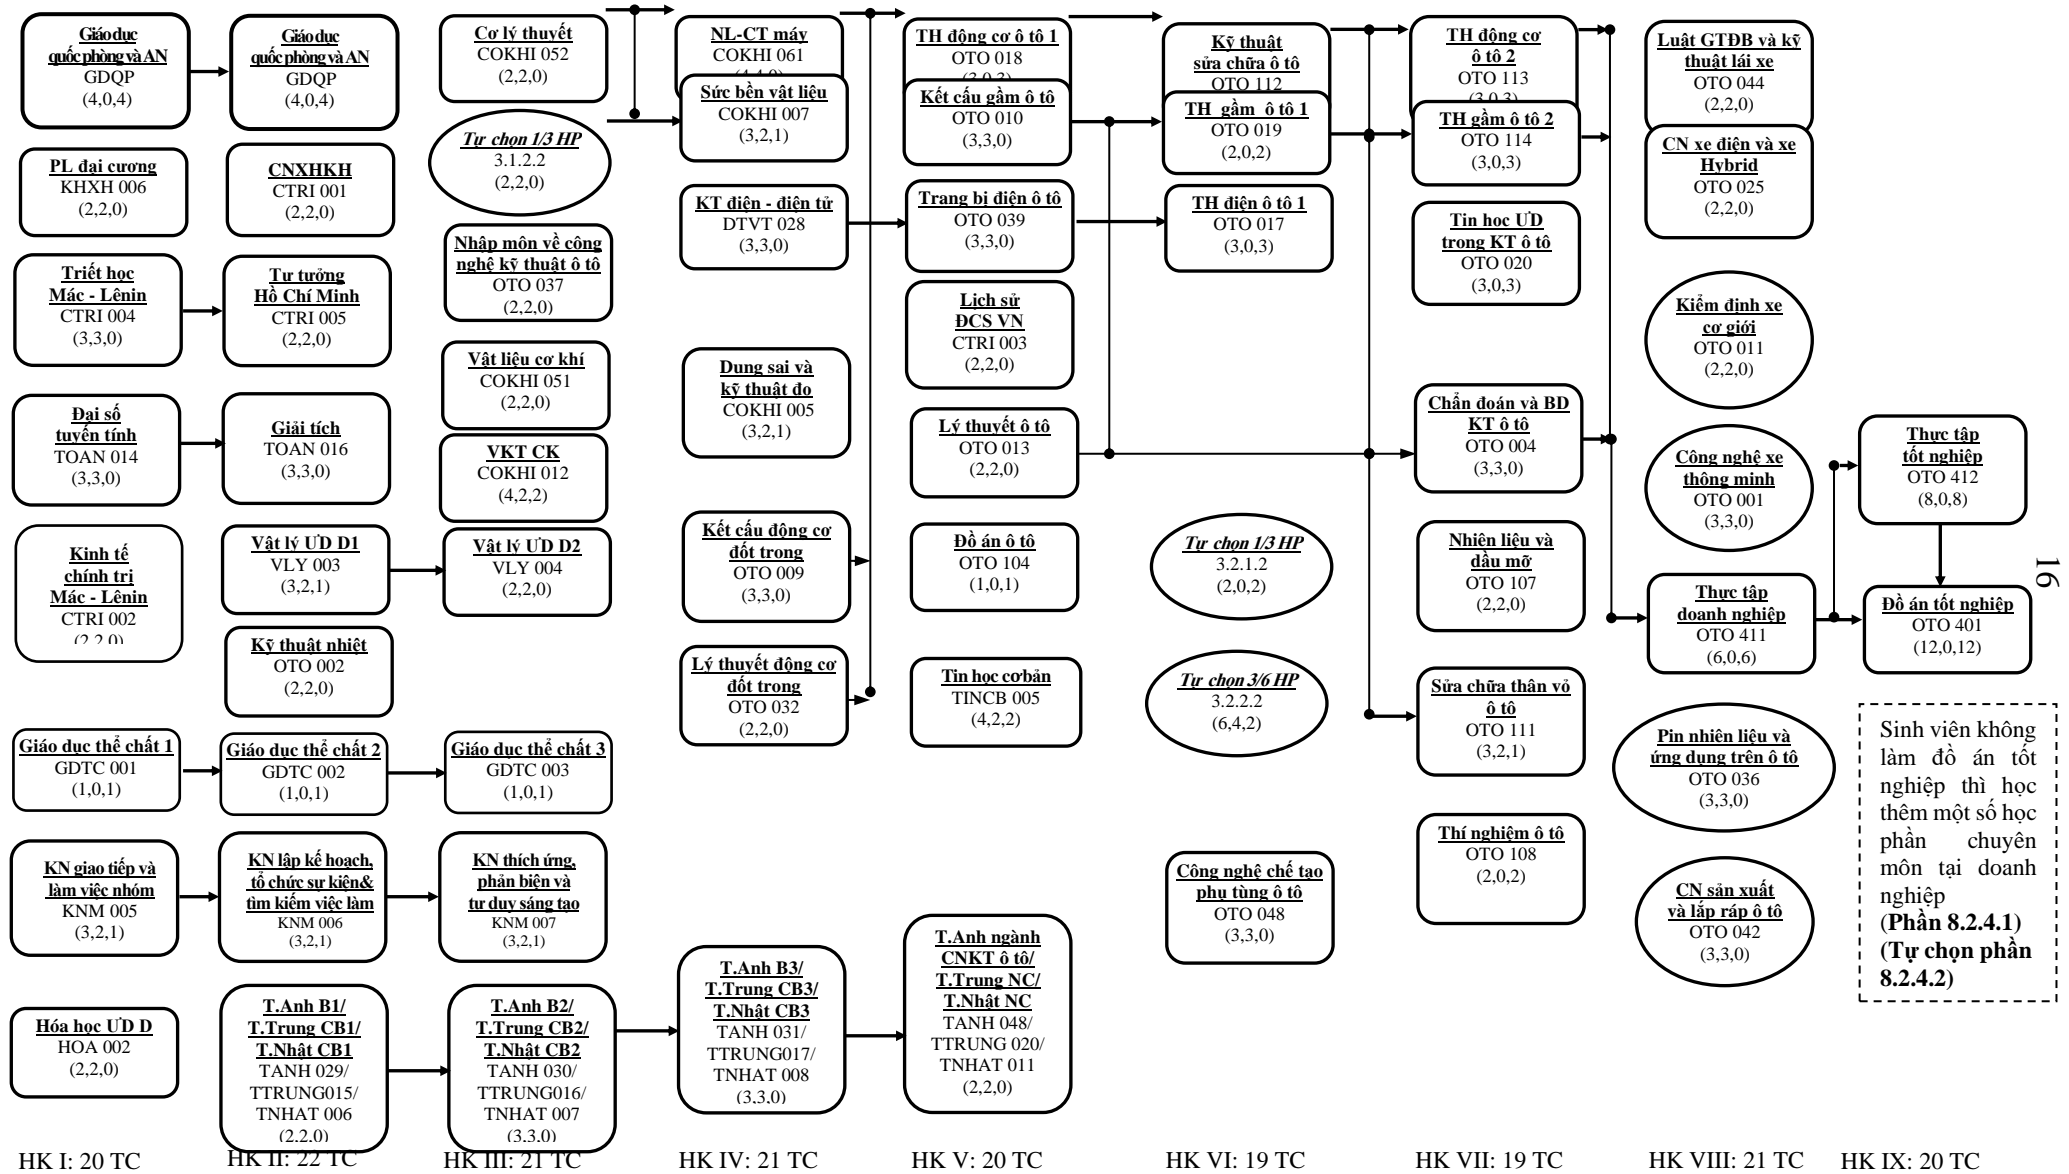 Giáo dục
quốc phòng và AN
GDQP
(4,0,4)
PL đại cương
KHXH 006
(2,2,0)
Triết học
Mác - Lênin
CTRI 004
(3,3,0)
Đại số
tuyến tính
TOAN 014
(3,3,0)
Kinh tế
chính trị
Mác - Lênin
CTRI 002
(2,2,0)
Giáo dục thể chất 1
GDTC 001
(1,0,1)
KN giao tiếp và
làm việc nhóm
KNM 005
(3,2,1)
Hóa học ƯD D
HOA 002
(2,2,0)
HK I: 20 TC
Giáo dục
quốc phòng và AN
GDQP
(4,0,4)
CNXHKH
CTRI 001
(2,2,0)
Tư tưởng
Hồ Chí Minh
CTRI 005
(2,2,0)
Giải tích
TOAN 016
(3,3,0)
Vật lý ƯD D1
VLY 003
(3,2,1)
Kỹ thuật nhiệt
OTO 002
(2,2,0)
Giáo dục thể chất 2
GDTC 002
(1,0,1)
KN lập kế hoạch,
tổ chức sự kiện&
tìm kiếm việc làm
KNM 006
(3,2,1)
T.Anh B1/
T.Trung CB1/
T.Nhật CB1
TANH 029/
TTRUNG015/
TNHAT 006
(2,2,0)
HK II: 22 TC
Cơ lý thuyết
COKHI 052
(2,2,0)
Tự chọn 1/3 HP
3.1.2.2
(2,2,0)
Nhập môn về công
nghệ kỹ thuật ô tô
OTO 037
(2,2,0)
Vật liệu cơ khí
COKHI 051
(2,2,0)
VKT CK
COKHI 012
(4,2,2)
Vật lý ƯD D2
VLY 004
(2,2,0)
Giáo dục thể chất 3
GDTC 003
(1,0,1)
KN thích ứng,
phản biện và
tư duy sáng tạo
KNM 007
(3,2,1)
T.Anh B2/
T.Trung CB2/
T.Nhật CB2
TANH 030/
TTRUNG016/
TNHAT 007
(3,3,0)
HK III: 21 TC
NL-CT máy
COKHI 061
(4,4,0)
Sức bền vật liệu
COKHI 007
(3,2,1)
KT điện - điện tử
DTVT 028
(3,3,0)
Dung sai và
kỹ thuật đo
COKHI 005
(3,2,1)
Kết cấu động cơ
đốt trong
OTO 009
(3,3,0)
Lý thuyết động cơ
đốt trong
OTO 032
(2,2,0)
T.Anh B3/
T.Trung CB3/
T.Nhật CB3
TANH 031/
TTRUNG017/
TNHAT 008
(3,3,0)
HK IV: 21 TC
TH động cơ ô tô 1
OTO 018
(3,0,3)
Kết cấu gầm ô tô
OTO 010
(3,3,0)
Trang bị điện ô tô
OTO 039
(3,3,0)
Lịch sử
ĐCS VN
CTRI 003
(2,2,0)
Lý thuyết ô tô
OTO 013
(2,2,0)
Đồ án ô tô
OTO 104
(1,0,1)
Tin học cơ bản
TINCB 005
(4,2,2)
T.Anh ngành
CNKT ô tô/
T.Trung NC/
T.Nhật NC
TANH 048/
TTRUNG 020/
TNHAT 011
(2,2,0)
HK V: 20 TC
Kỹ thuật
sửa chữa ô tô
OTO 112
TH gầm ô tô 1
OTO 019
(2,0,2)
TH điện ô tô 1
OTO 017
(3,0,3)
Tự chọn 1/3 HP
3.2.1.2
(2,0,2)
Tự chọn 3/6 HP
3.2.2.2
(6,4,2)
Công nghệ chế tạo
phụ tùng ô tô
OTO 048
(3,3,0)
HK VI: 19 TC
TH động cơ
ô tô 2
OTO 113
(3,0,3)
TH gầm ô tô 2
OTO 114
(3,0,3)
Tin học ƯD
trong KT ô tô
OTO 020
(3,0,3)
Chẩn đoán và BD
KT ô tô
OTO 004
(3,3,0)
Nhiên liệu và
dầu mỡ
OTO 107
(2,2,0)
Sửa chữa thân vỏ
ô tô
OTO 111
(3,2,1)
Thí nghiệm ô tô
OTO 108
(2,0,2)
HK VII: 19 TC
Luật GTĐB và kỹ
thuật lái xe
OTO 044
(2,2,0)
CN xe điện và xe
Hybrid
OTO 025
(2,2,0)
Kiểm định xe
cơ giới
OTO 011
(2,2,0)
Công nghệ xe
thông minh
OTO 001
(3,3,0)
Thực tập
doanh nghiệp
OTO 411
(6,0,6)
Pin nhiên liệu và
ứng dụng trên ô tô
OTO 036
(3,3,0)
CN sản xuất
và lắp ráp ô tô
OTO 042
(3,3,0)
HK VIII: 21 TC
Thực tập
tốt nghiệp
OTO 412
(8,0,8)
Đồ án tốt nghiệp
OTO 401
(12,0,12)
Sinh viên không
làm đồ án tốt
nghiệp thì học
thêm một số học
phần chuyên
môn tại doanh
nghiệp
(Phần 8.2.4.1)
(Tự chọn phần
8.2.4.2)
HK IX: 20 TC
16